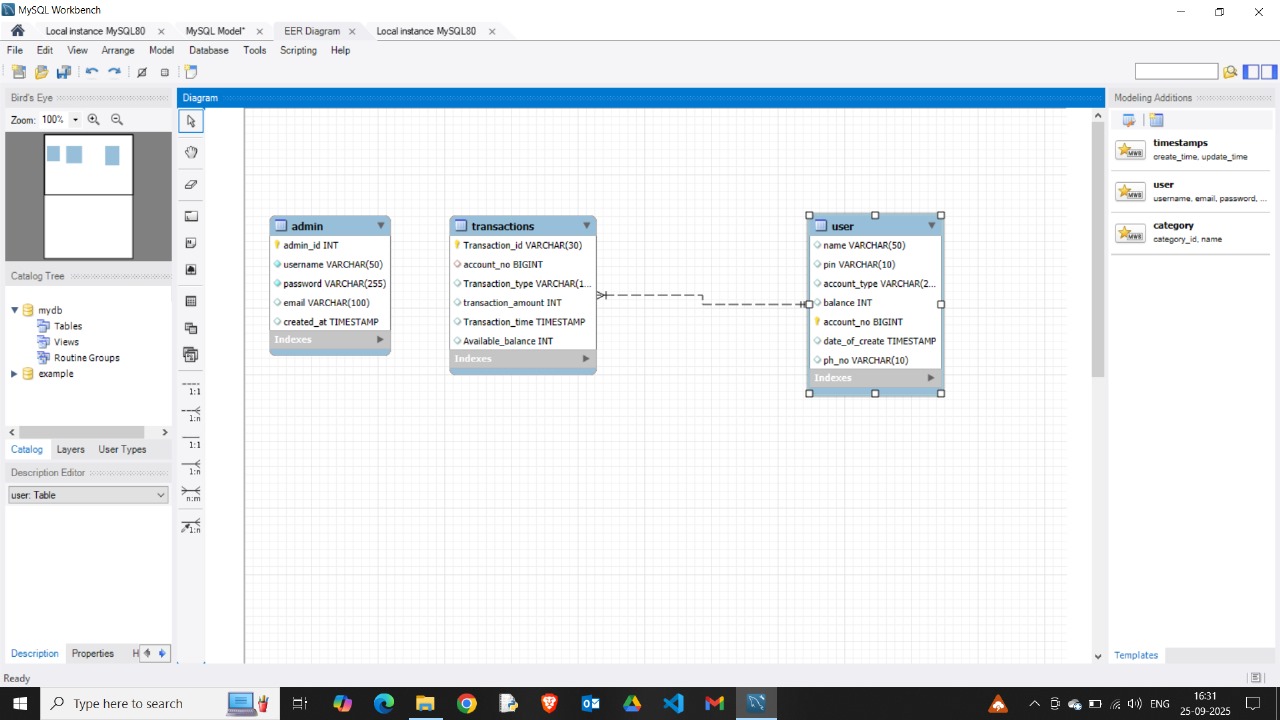 MySQL Workbench
Local instance MySQL80
MySQL Model*
EER Diagram
Local instance MySQL80
File Edit View Arrange Model Database Tools Scripting Help
Bird's Eye
Zoom: 100%
Catalog Tree
mydb
Tables
Views
Routine Groups
example
Catalog Layers User Types
Description Editor
user: Table
Description Properties H
Diagram
1:1
1:n
1:1
1:n
n:m
1:n
admin
admin_id INT
username VARCHAR(50)
password VARCHAR(255)
email VARCHAR(100)
created_at TIMESTAMP
Indexes
transactions
Transaction_id VARCHAR(30)
account_no BIGINT
Transaction_type VARCHAR(1...
transaction_amount INT
Transaction_time TIMESTAMP
Available_balance INT
Indexes
user
name VARCHAR(50)
pin VARCHAR(10)
account_type VARCHAR(2...
balance INT
account_no BIGINT
date_of_create TIMESTAMP
ph_no VARCHAR(10)
Indexes
Modeling Additions
MWB
timestamps
create_time, update_time
MWB
user
username, email, password, ...
MWB
category
category_id, name
Templates
Ready
Type here to search
ENG
16:31
25-09-2025